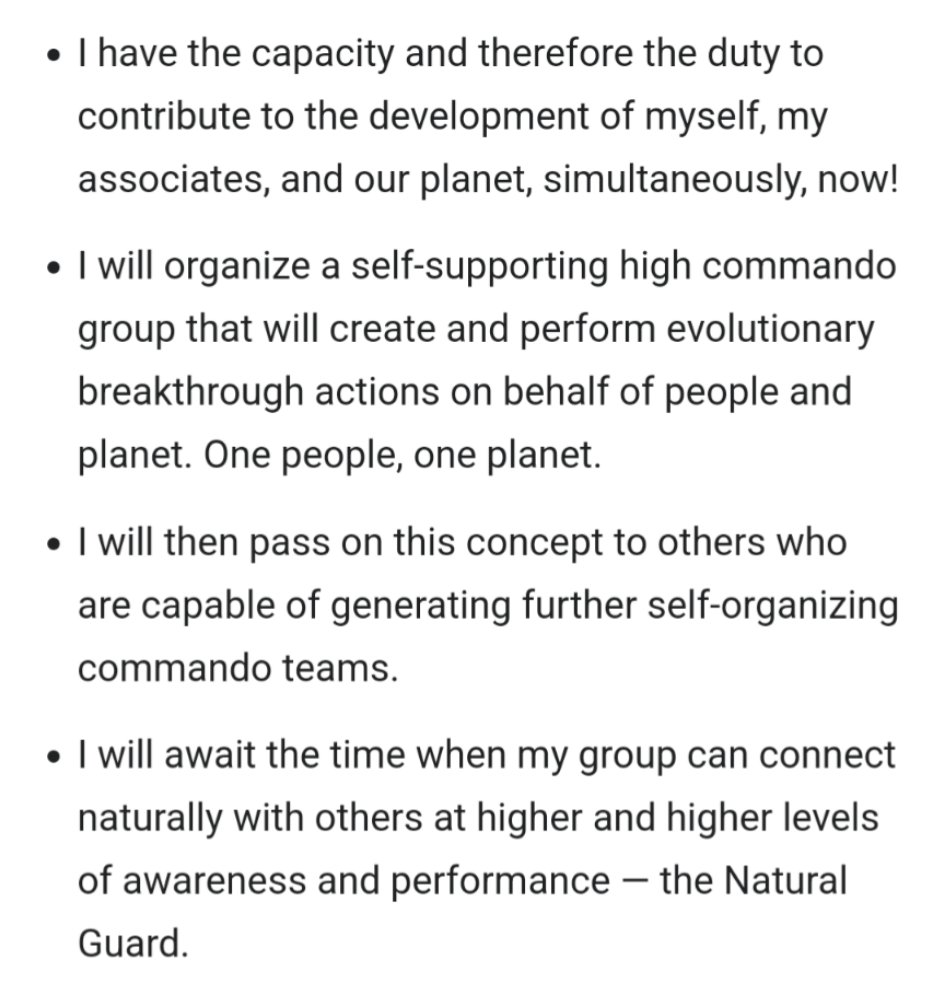 • I have the capacity and therefore the duty to
contribute to the development of myself, my
associates, and our planet, simultaneously, now!
• I will organize a self-supporting high commando
group that will create and perform evolutionary
breakthrough actions on behalf of people and
planet. One people, one planet.
• I will then pass on this concept to others who
are capable of generating further self-organizing
commando teams.
• I will await the time when my group can connect
naturally with others at higher and higher levels
of awareness and performance — the Natural
Guard.